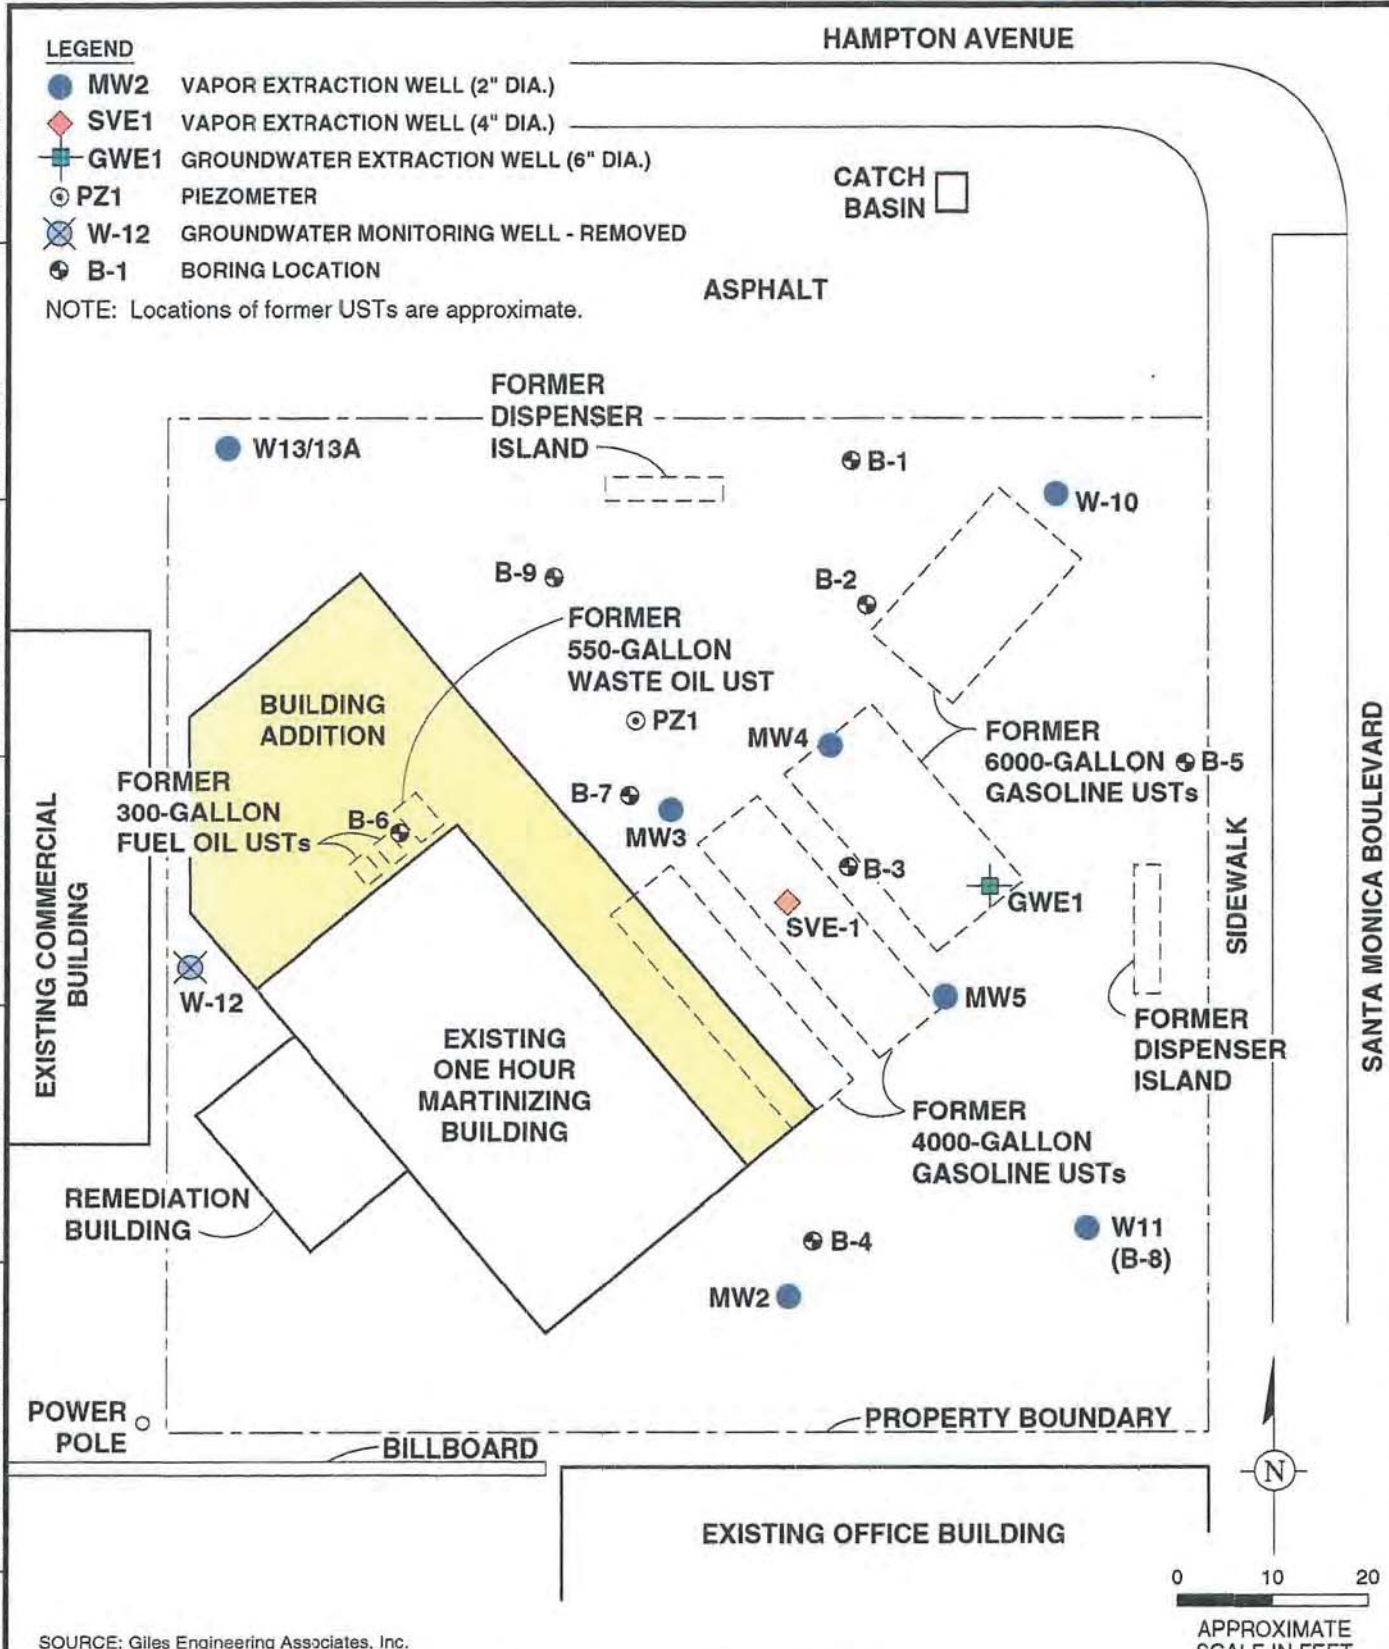 HAMPTON AVENUE
LEGEND
MW2 VAPOR EXTRACTION WELL (2" DIA.)
SVE1 VAPOR EXTRACTION WELL (4" DIA.)
GWE1 GROUNDWATER EXTRACTION WELL (6" DIA.)
PZ1 PIEZOMETER
W-12 GROUNDWATER MONITORING WELL - REMOVED
B-1 BORING LOCATION
NOTE: Locations of former USTs are approximate.
CATCH
BASIN
ASPHALT
FORMER
DISPENSER
ISLAND
W13/13A
B-1
W-10
B-9
B-2
FORMER
550-GALLON
WASTE OIL UST
PZ1
BUILDING
ADDITION
MW4
FORMER
6000-GALLON
GASOLINE USTs
B-5
FORMER
300-GALLON
FUEL OIL USTs
B-6
B-7
MW3
B-3
SVE-1
GWE1
SIDEWALK
SANTA MONICA BOULEVARD
EXISTING COMMERCIAL
BUILDING
W-12
MW5
EXISTING
ONE HOUR
MARTINIZING
BUILDING
FORMER
DISPENSER
ISLAND
FORMER
4000-GALLON
GASOLINE USTs
REMEDIATION
BUILDING
B-4
W11
(B-8)
MW2
POWER
POLE
PROPERTY BOUNDARY
BILLBOARD
N
EXISTING OFFICE BUILDING
0 10 20
APPROXIMATE
SCALE IN FEET
SOURCE: Giles Engineering Associates, Inc.